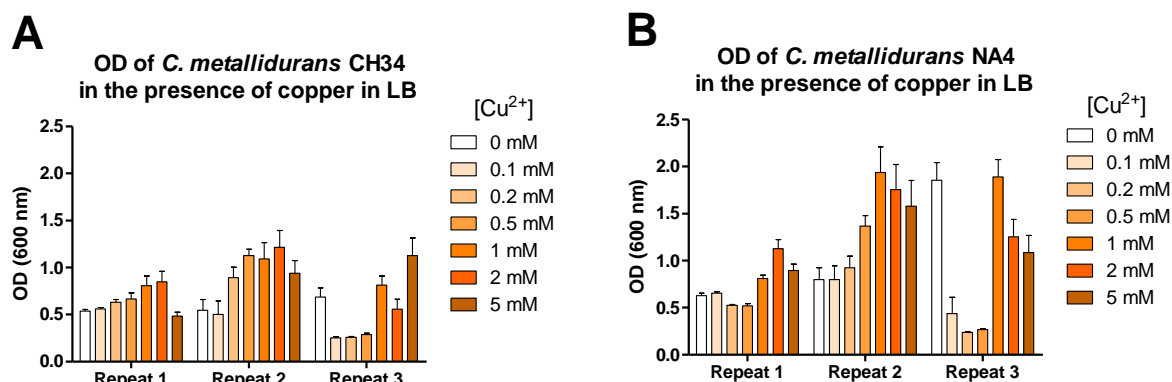 A
OD of C. metallidurans CH34
in the presence of copper in LB
[Cu²⁺]
0 mM
0.1 mM
0.2 mM
0.5 mM
1 mM
2 mM
5 mM
OD (600 nm)
2.5
2.0
1.5
1.0
0.5
0.0
Repeat 1 Repeat 2 Repeat 3
B
OD of C. metallidurans NA4
in the presence of copper in LB
[Cu²⁺]
0 mM
0.1 mM
0.2 mM
0.5 mM
1 mM
2 mM
5 mM
OD (600 nm)
2.5
2.0
1.5
1.0
0.5
0.0
Repeat 1 Repeat 2 Repeat 3